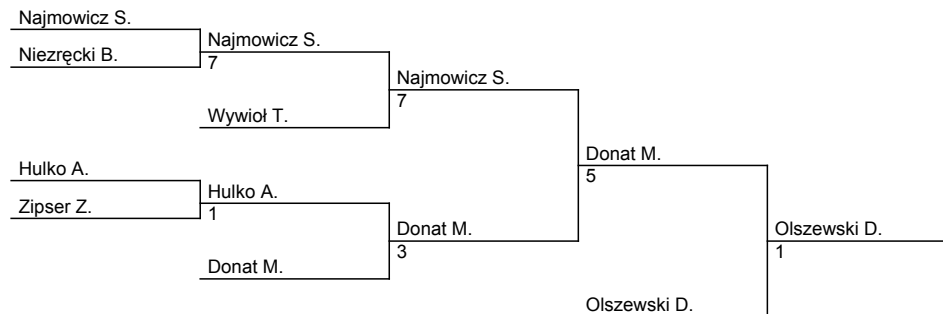 Najmowicz S.
Najmowicz S.
Niezręcki B.
7
Najmowicz S.
7
Wywioł T.
Donat M.
5
Hulko A.
Hulko A.
Zipser Z.
1
Donat M.
3
Olszewski D.
1
Donat M.
Olszewski D.